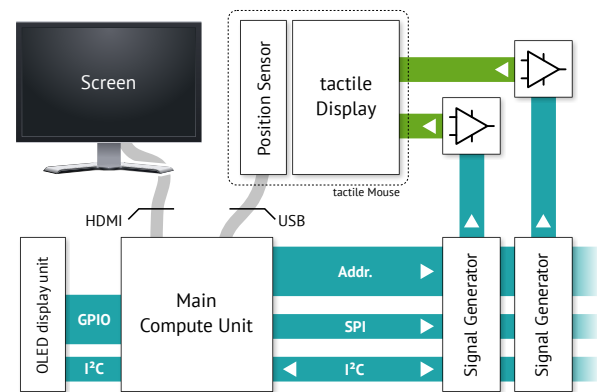 Screen
Position Sensor
tactile
Display
tactile Mouse
HDMI
USB
OLED display unit
GPIO
I²C
Main
Compute Unit
Addr.
SPI
I²C
Signal Generator
Signal Generator